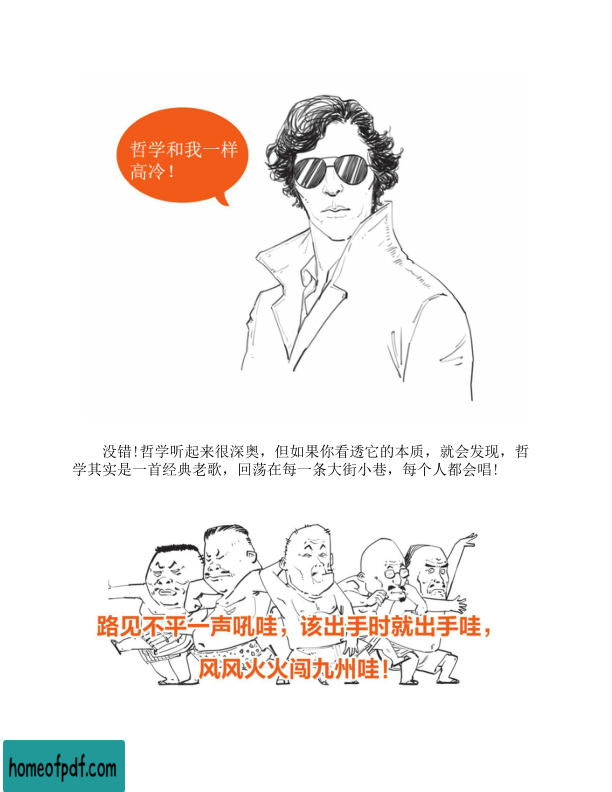 哲学和我一样
高冷!
没错!哲学听起来很深奥，但如果你看透它的本质，就会发现，哲
学其实是一首经典老歌，回荡在每一条大街小巷，每个人都会唱!
路见不平一声吼哇，该出手时就出手哇，
风风火火闯九州哇!
homeofpdf.com